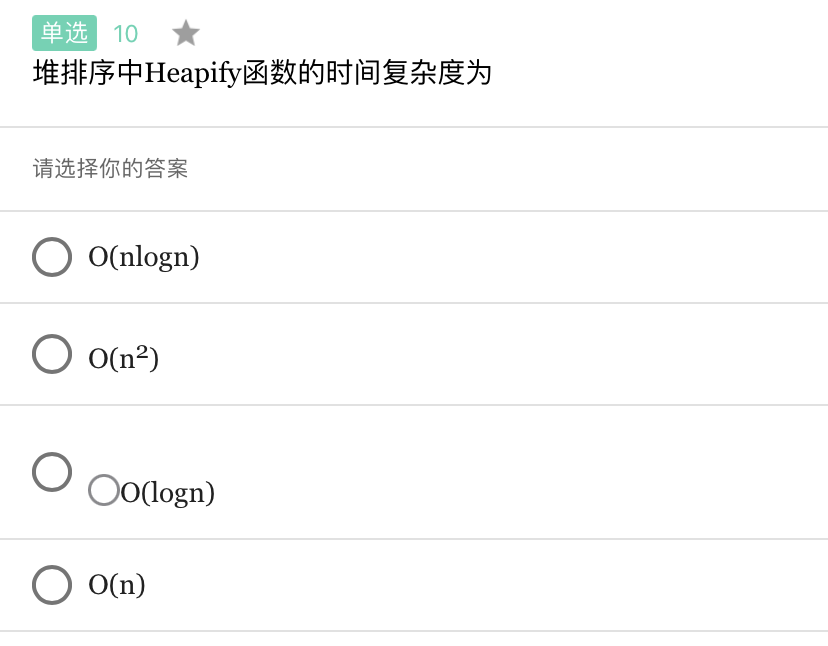 单选 10
堆排序中Heapify函数的时间复杂度为
请选择你的答案
O(nlogn)
O(n²)
O(logn)
O(n)